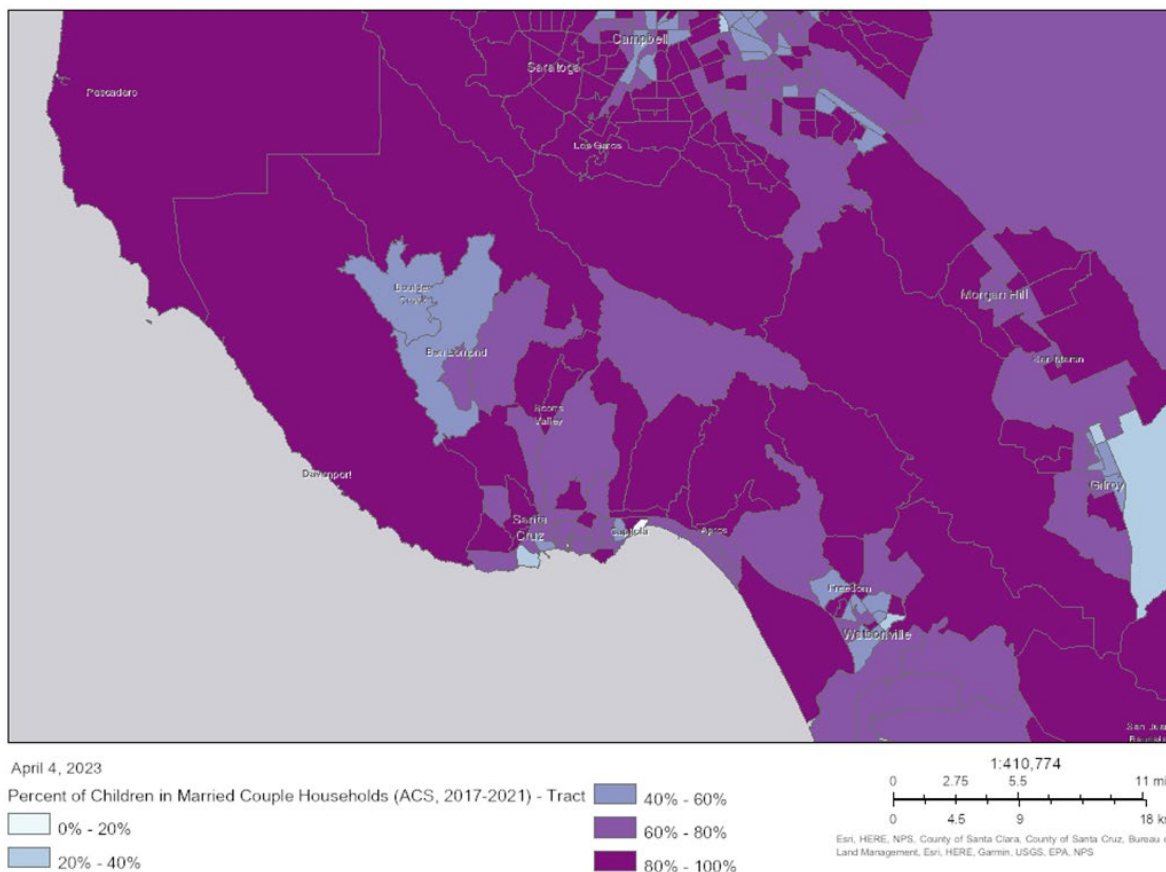 Campbell
Saratoga
Pescadero
Los Gatos
Boulder
Creek
Morgan Hill
Ben Lomond
San Martin
Scotts
Valley
Davenport
Gilroy
Santa
Cruz
Capitola
Aptos
Freedom
Watsonville
San Jua
April 4, 2023
1:410,774
0 2.75 5.5 11 mi
Percent of Children in Married Couple Households (ACS, 2017-2021) - Tract
0% - 20%
20% - 40%
40% - 60%
60% - 80%
80% - 100%
0 4.5 9 18 k
Esri, HERE, NPS, County of Santa Clara, County of Santa Cruz, Bureau
Land Management, Esri, HERE, Garmin, USGS, EPA, NPS